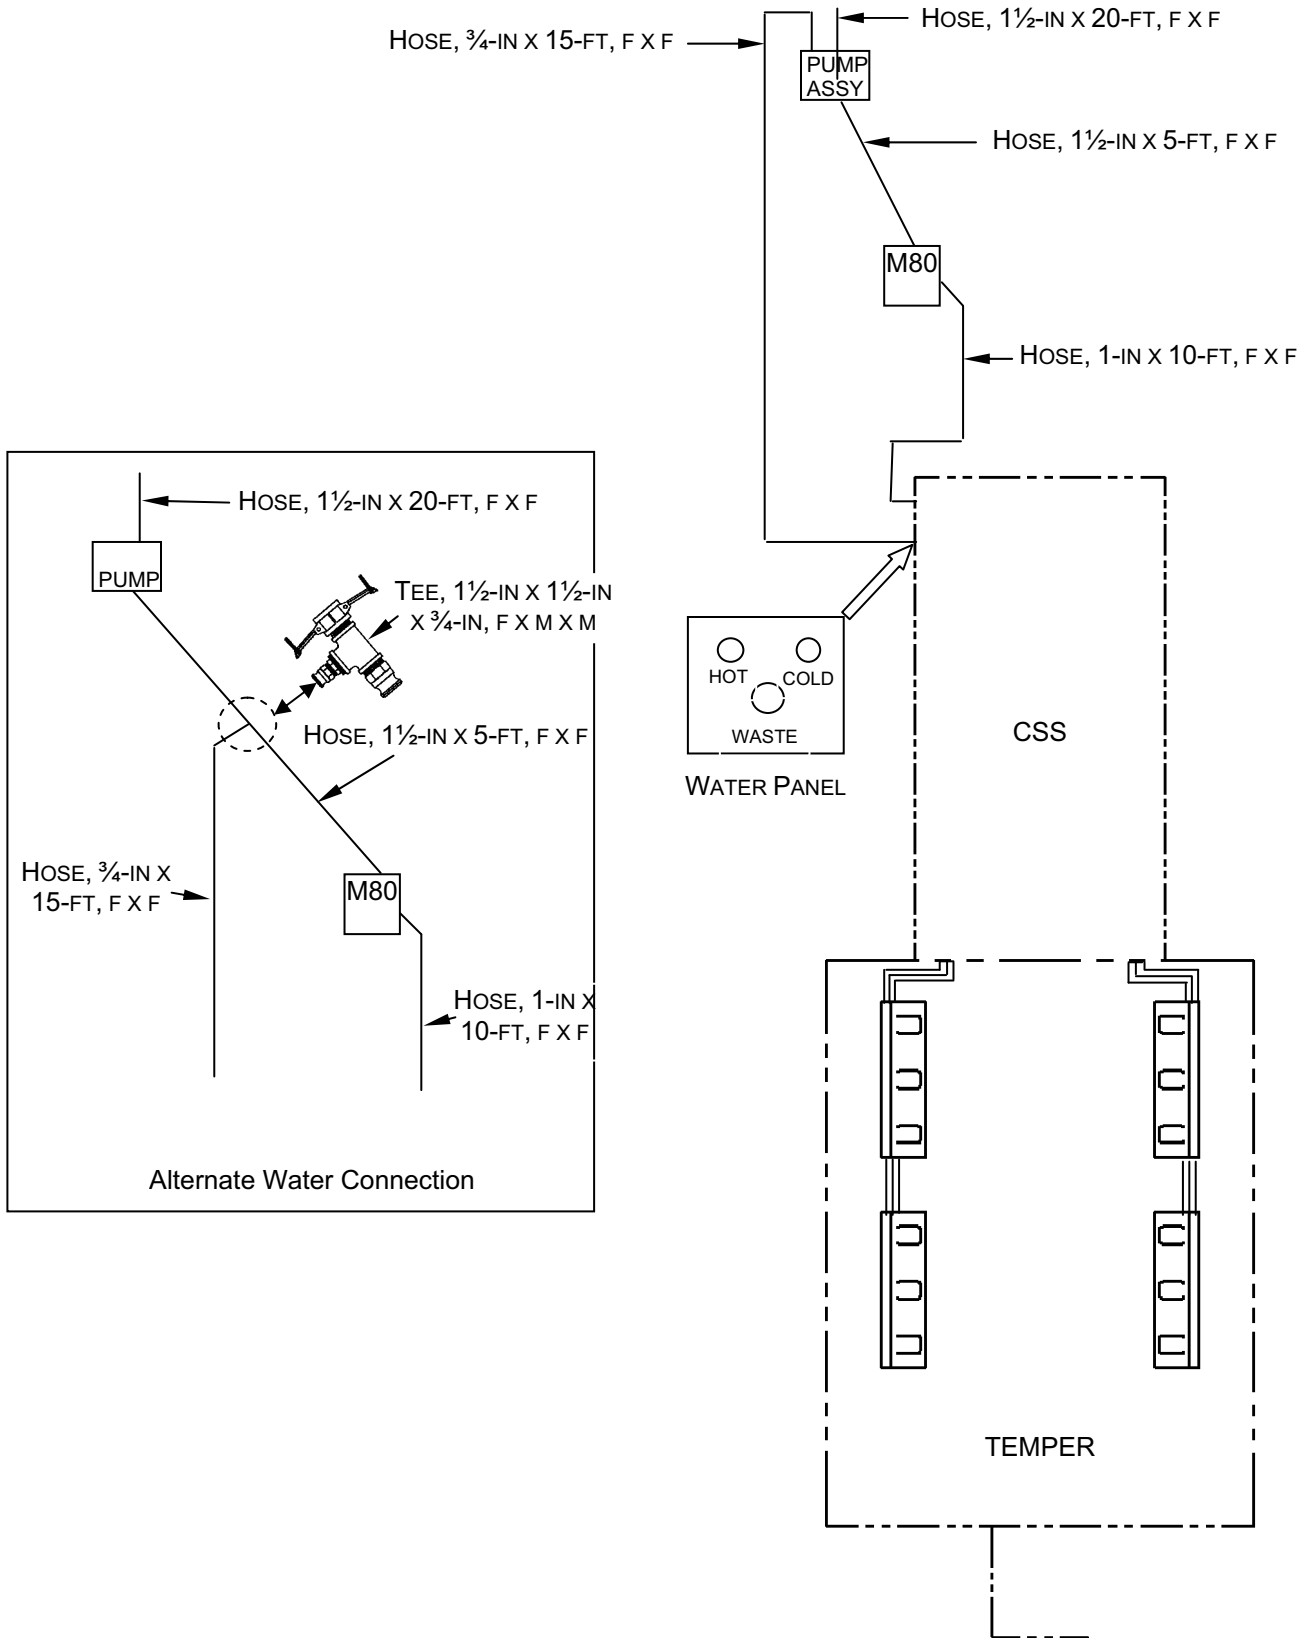 HOSE, 1½-IN X 20-FT, F X F
HOSE, ¾-IN X 15-FT, F X F
PUMP
ASSY
HOSE, 1½-IN X 5-FT, F X F
M80
HOSE, 1-IN X 10-FT, F X F
HOSE, 1½-IN X 20-FT, F X F
PUMP
TEE, 1½-IN X 1½-IN
X ¾-IN, F X M X M
HOSE, 1½-IN X 5-FT, F X F
HOSE, ¾-IN X
15-FT, F X F
M80
HOSE, 1-IN X
10-FT, F X F
Alternate Water Connection
HOT
COLD
WASTE
WATER PANEL
CSS
TEMPER